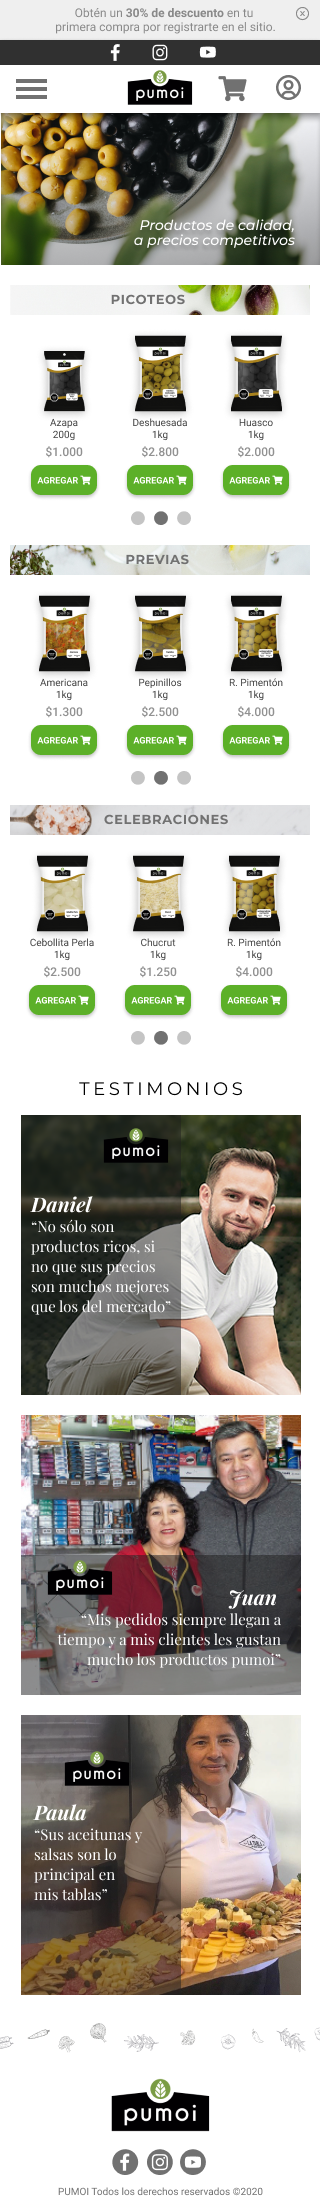 Obtén un 30% de descuento en tu
primera compra por registrarte en el sitio.
pumoi
Productos de calidad,
a precios competitivos
PICOTEOS
Azapa
200g
$1.000
AGREGAR
Deshuesada
1kg
$2.800
AGREGAR
Huasco
1kg
$2.000
AGREGAR
PREVIAS
Americana
1kg
$1.300
AGREGAR
Pepinillos
1kg
$2.500
AGREGAR
R. Pimentón
1kg
$4.000
AGREGAR
CELEBRACIONES
Cebollita Perla
1kg
$2.500
AGREGAR
Chucrut
1kg
$1.250
AGREGAR
R. Pimentón
1kg
$4.000
AGREGAR
TESTIMONIOS
pumoi
Daniel
“No sólo son
productos ricos, si
no que sus precios
son muchos mejores
que los del mercado”
pumoi
Juan
“Mis pedidos siempre llegan a
tiempo y a mis clientes les gustan
mucho los productos pumoi”
pumoi
Paula
“Sus aceitunas y
salsas son lo
principal en
mis tablas”
pumoi
PUMOI Todos los derechos reservados ©2020